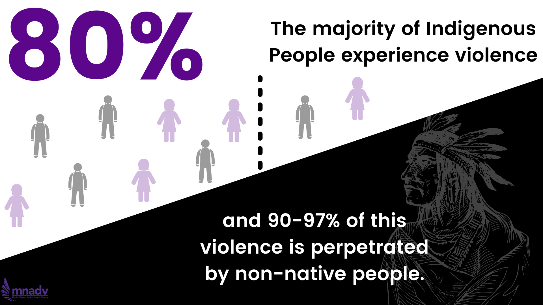 80%
The majority of Indigenous
People experience violence
and 90-97% of this
violence is perpetrated
by non-native people.
mnadv